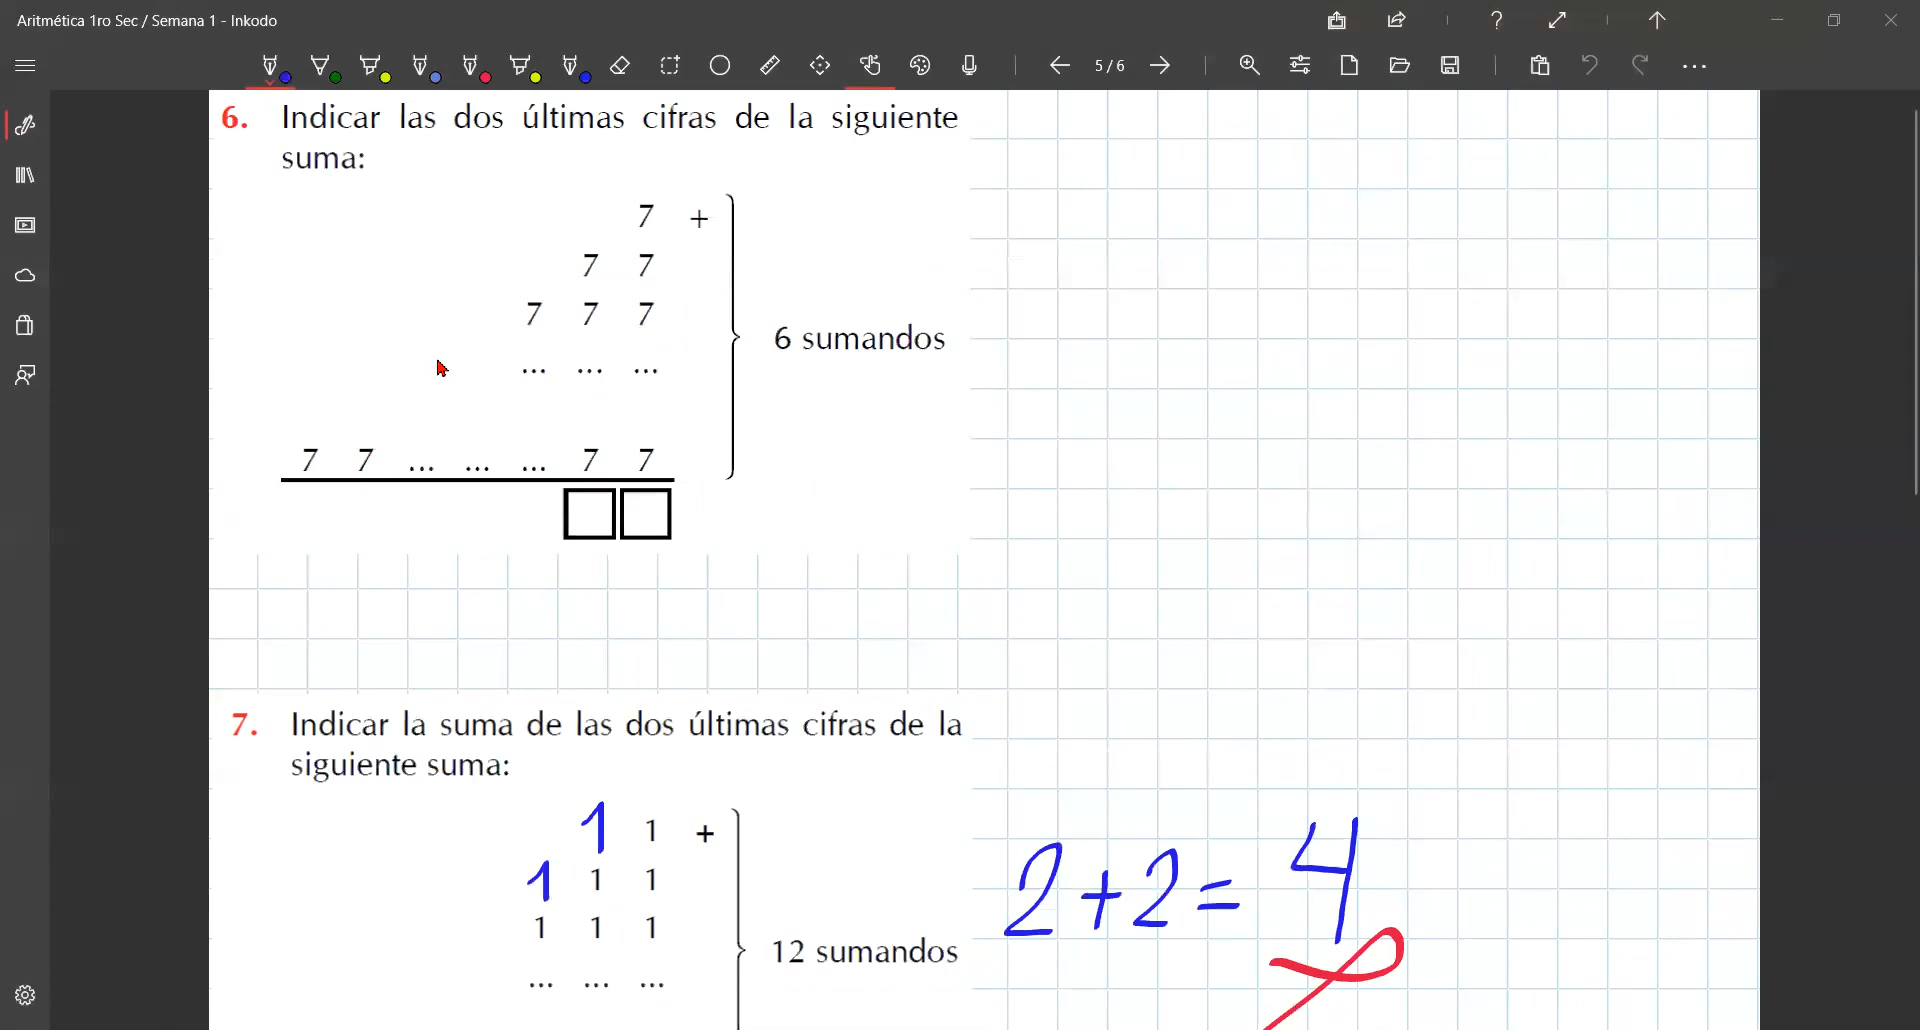 Aritmética 1ro Sec / Semana 1 - Inkodo
5 / 6
6. Indicar las dos últimas cifras de la siguiente
suma:
7 +
7 7
7 7 7
... ... ...
6 sumandos
7 7 ... ... ... 7 7
7. Indicar la suma de las dos últimas cifras de la
siguiente suma:
1 1 +
1 1 1
1 1 1
... ... ...
12 sumandos
2+2=4